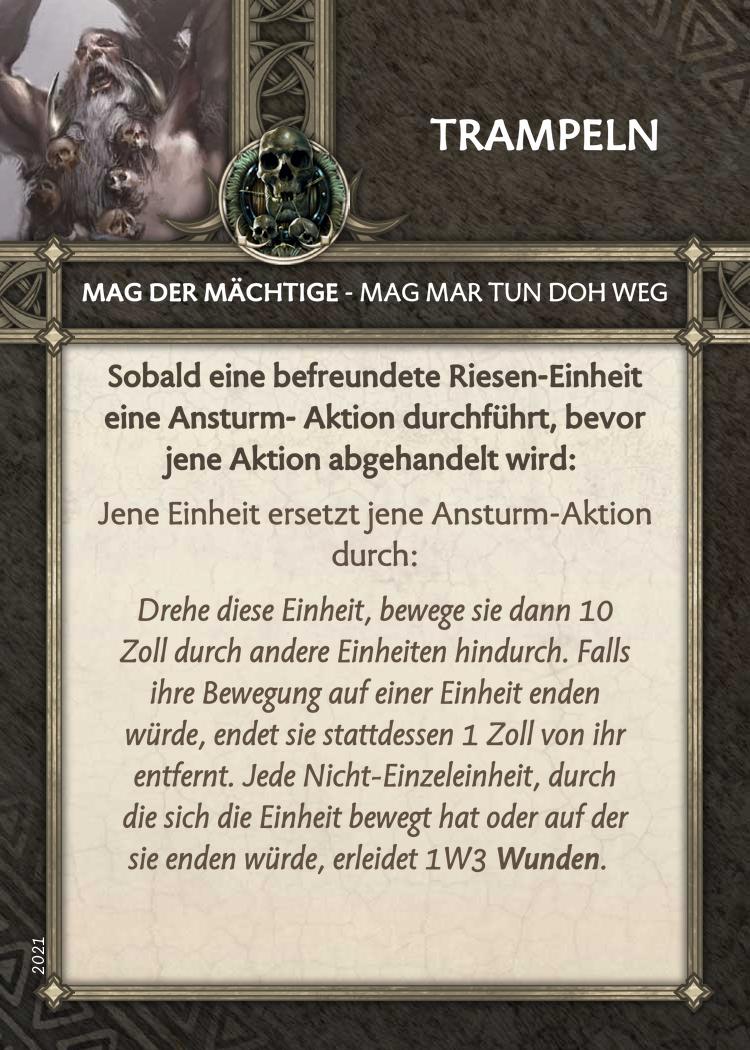 TRAMPELN
MAG DER MÄCHTIGE - MAG MAR TUN DOH WEG
Sobald eine befreundete Riesen-Einheit
eine Ansturm- Aktion durchführt, bevor
jene Aktion abgehandelt wird:
Jene Einheit ersetzt jene Ansturm-Aktion
durch:
Drehe diese Einheit, bewege sie dann 10
Zoll durch andere Einheiten hindurch. Falls
ihre Bewegung auf einer Einheit enden
würde, endet sie stattdessen 1 Zoll von ihr
entfernt. Jede Nicht-Einzeleinheit, durch
die sich die Einheit bewegt hat oder auf der
sie enden würde, erleidet 1W3 Wunden.
2021